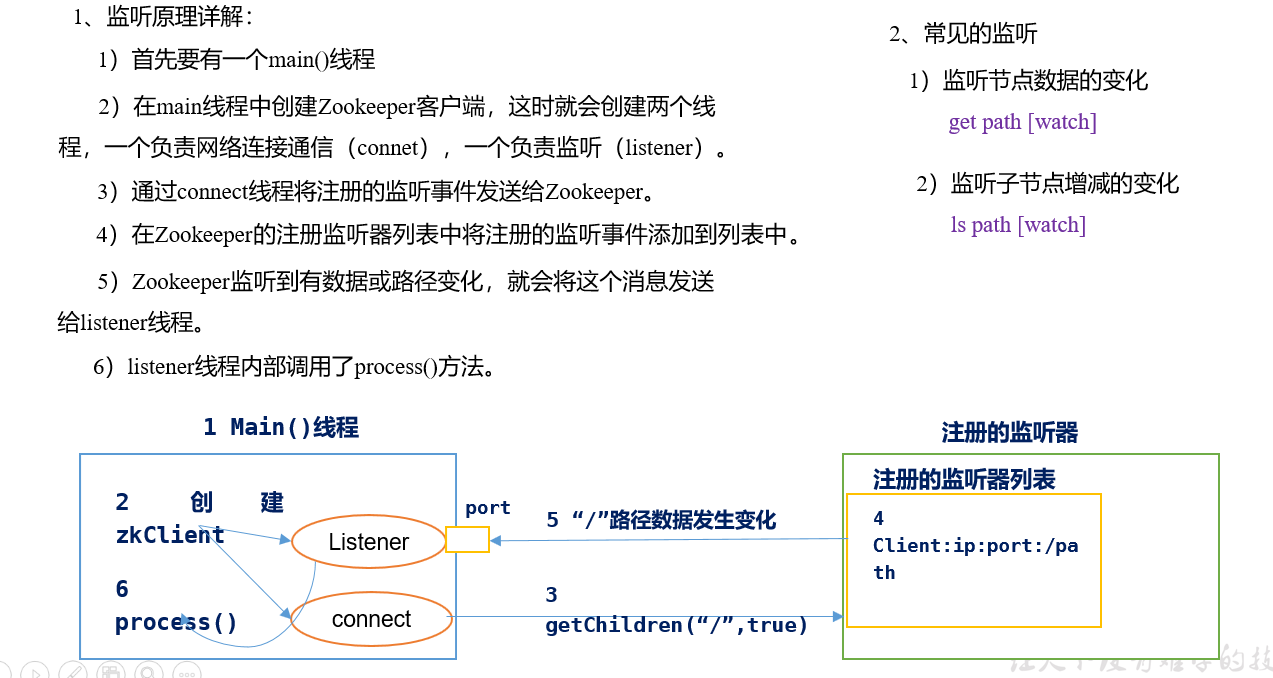 1、监听原理详解：
1）首先要有一个main()线程
2）在main线程中创建Zookeeper客户端，这时就会创建两个线
程，一个负责网络连接通信（connet），一个负责监听（listener）。
3）通过connect线程将注册的监听事件发送给Zookeeper。
4）在Zookeeper的注册监听器列表中将注册的监听事件添加到列表中。
5）Zookeeper监听到有数据或路径变化，就会将这个消息发送
给listener线程。
6）listener线程内部调用了process()方法。
2、常见的监听
1）监听节点数据的变化
get path [watch]
2）监听子节点增减的变化
ls path [watch]
1 Main()线程
2 创 建
zkClient
Listener
6
process()
connect
port
5 “/”路径数据发生变化
3
getChildren(“/”,true)
注册的监听器
注册的监听器列表
4
Client:ip:port:/pa
th